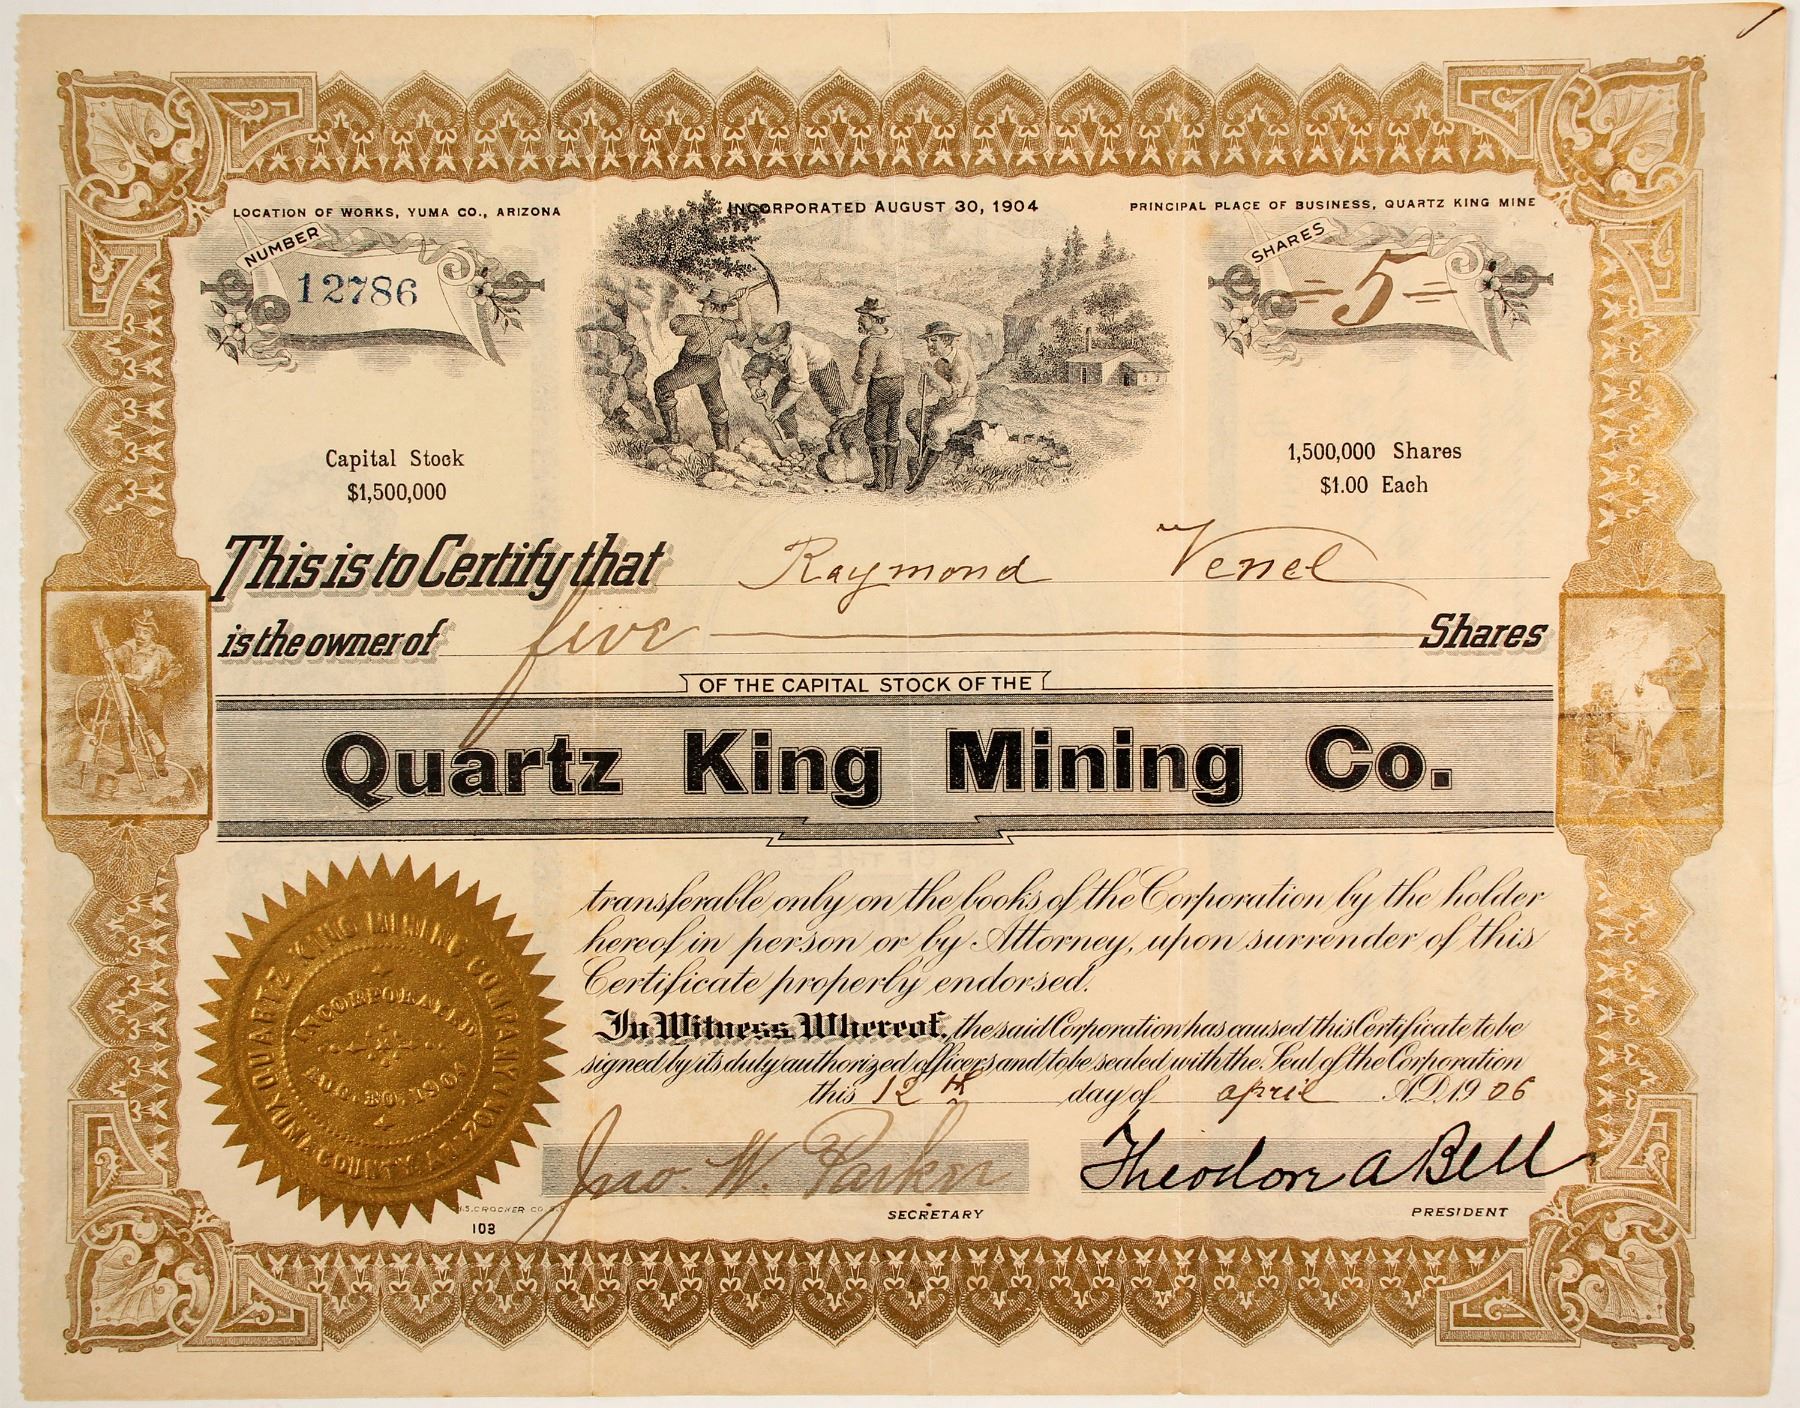 LOCATION OF WORKS, YUMA CO., ARIZONA
INCORPORATED AUGUST 30, 1904
PRINCIPAL PLACE OF BUSINESS, QUARTZ KING MINE
NUMBER
12786
SHARES
=5=
Capital Stock
$1,500,000
1,500,000 Shares
$1.00 Each
This is to Certify that Raymond Venel
is the owner of five Shares
OF THE CAPITAL STOCK OF THE
Quartz King Mining Co.
transferable only on the books of the Corporation by the holder
hereof in person or by Attorney, upon surrender of this
Certificate properly endorsed.
In Witness Whereof, the said Corporation has caused this Certificate to be
signed by its duly authorized officers and to be sealed with the Seal of the Corporation
this 12th day of april A.D. 1906
QUARTZ KING MINING COMPANY
YUMA COUNTY
INCORPORATED
AUG. 30, 1904
Jno. W. Parker
Theodore A Bell
H.S. CROCKER CO.
SECRETARY
PRESIDENT
103